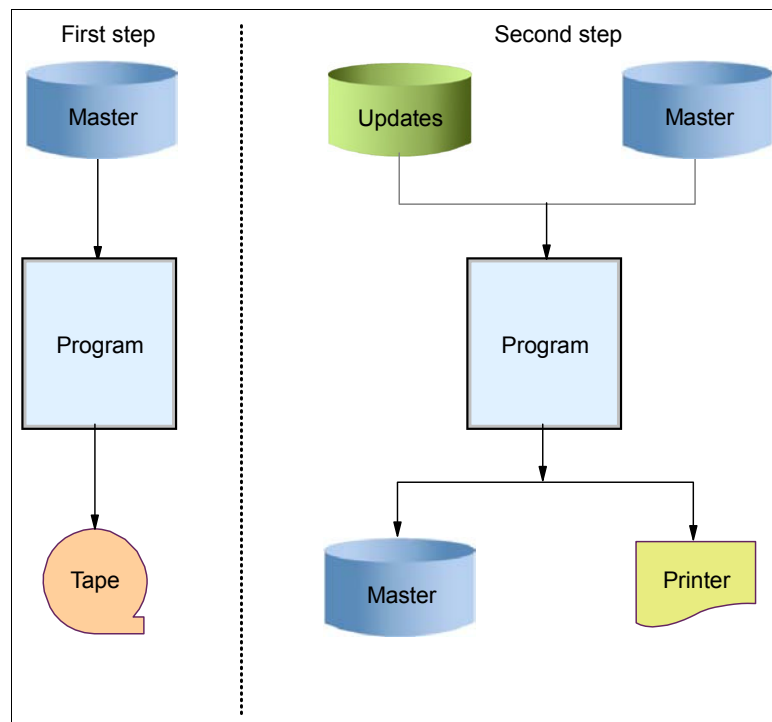 First step
Second step
Master
Updates
Master
Program
Program
Tape
Master
Printer